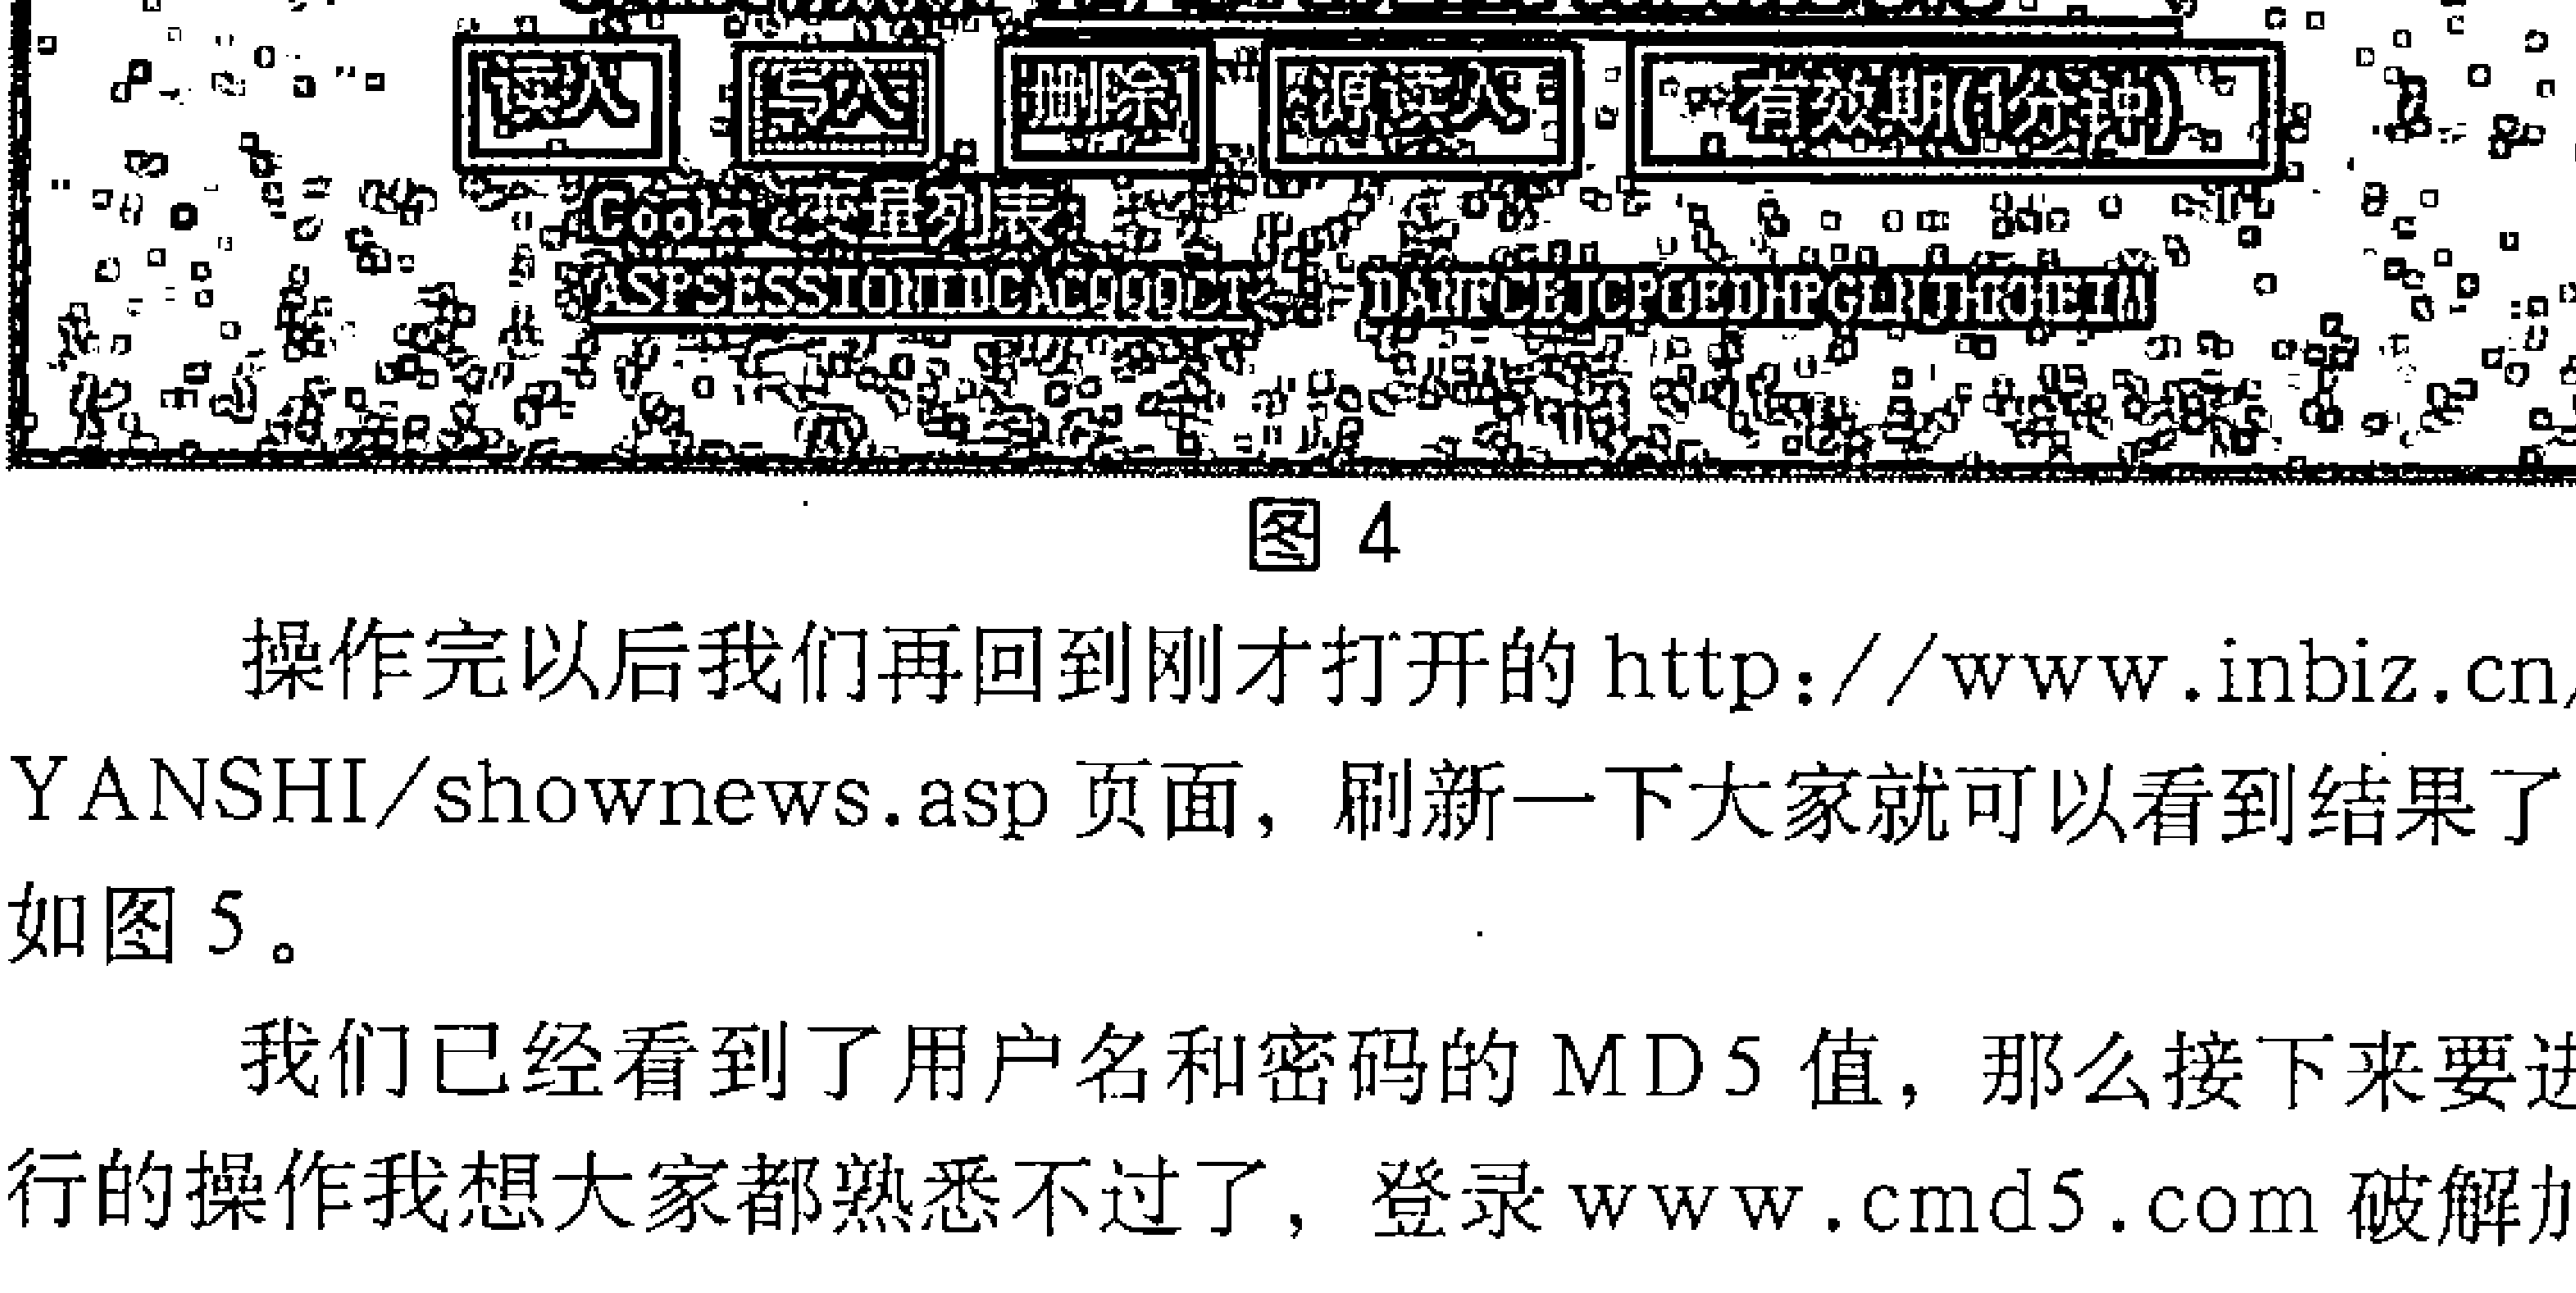 读入 写入 删除 源读入 有效期(1分钟)
Cookie变量列表
图 4
操作完以后我们再回到刚才打开的 http://www.inbiz.cn/
YANSHI/shownews.asp 页面，刷新一下大家就可以看到结果了
如图 5。
我们已经看到了用户名和密码的 MD5 值，那么接下来要进
行的操作我想大家都熟悉不过了，登录 www.cmd5.com 破解加